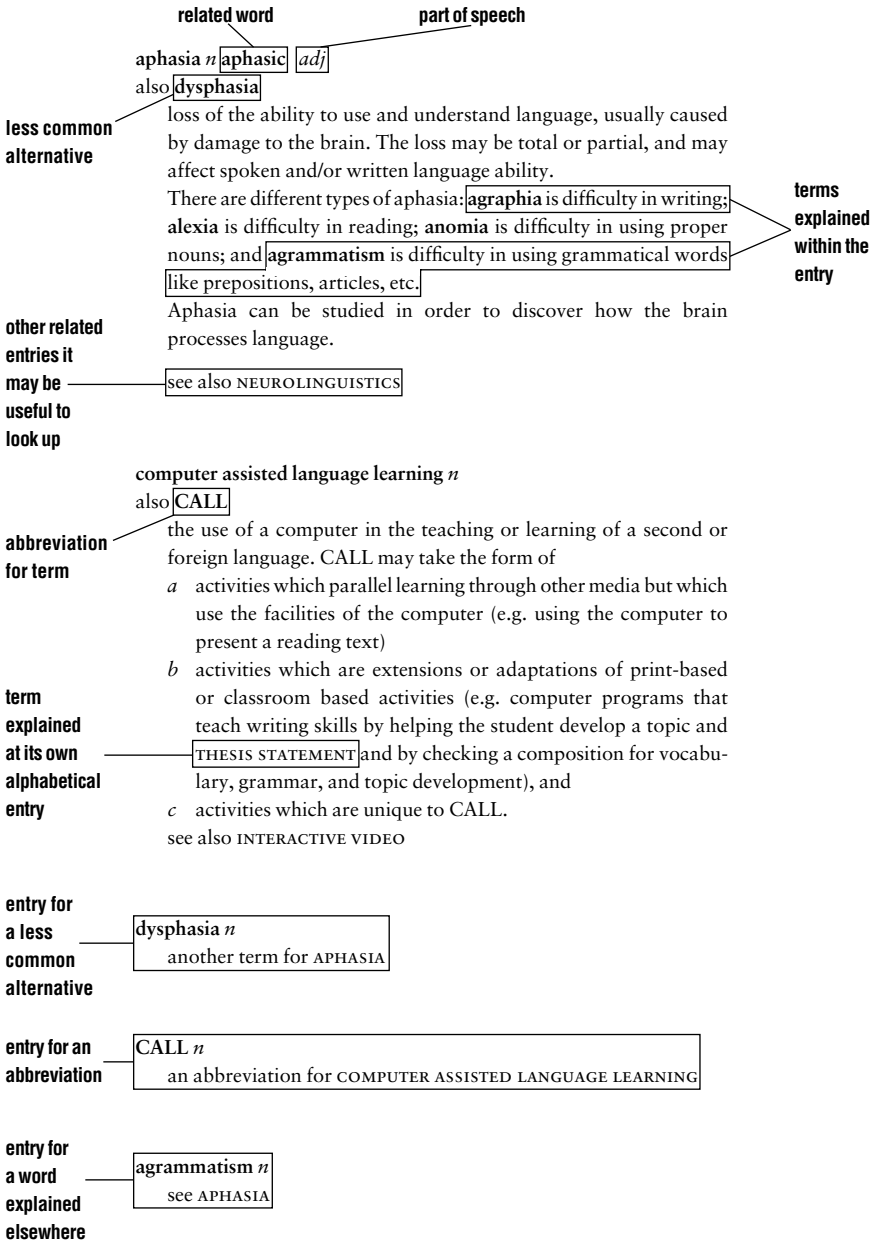 related word
part of speech
aphasia n aphasic adj
also dysphasia
less common
alternative
loss of the ability to use and understand language, usually caused
by damage to the brain. The loss may be total or partial, and may
affect spoken and/or written language ability.
There are different types of aphasia: agraphia is difficulty in writing;
alexia is difficulty in reading; anomia is difficulty in using proper
nouns; and agrammatism is difficulty in using grammatical words
like prepositions, articles, etc.
terms
explained
within the
entry
Aphasia can be studied in order to discover how the brain
processes language.
other related
entries it
may be
useful to
look up
see also NEUROLINGUISTICS
computer assisted language learning n
also CALL
abbreviation
for term
the use of a computer in the teaching or learning of a second or
foreign language. CALL may take the form of
a activities which parallel learning through other media but which
use the facilities of the computer (e.g. using the computer to
present a reading text)
b activities which are extensions or adaptations of print-based
or classroom based activities (e.g. computer programs that
teach writing skills by helping the student develop a topic and
THESIS STATEMENT and by checking a composition for vocabu-
lary, grammar, and topic development), and
c activities which are unique to CALL.
see also INTERACTIVE VIDEO
term
explained
at its own
alphabetical
entry
entry for
a less
common
alternative
dysphasia n
another term for APHASIA
entry for an
abbreviation
CALL n
an abbreviation for COMPUTER ASSISTED LANGUAGE LEARNING
entry for
a word
explained
elsewhere
agrammatism n
see APHASIA